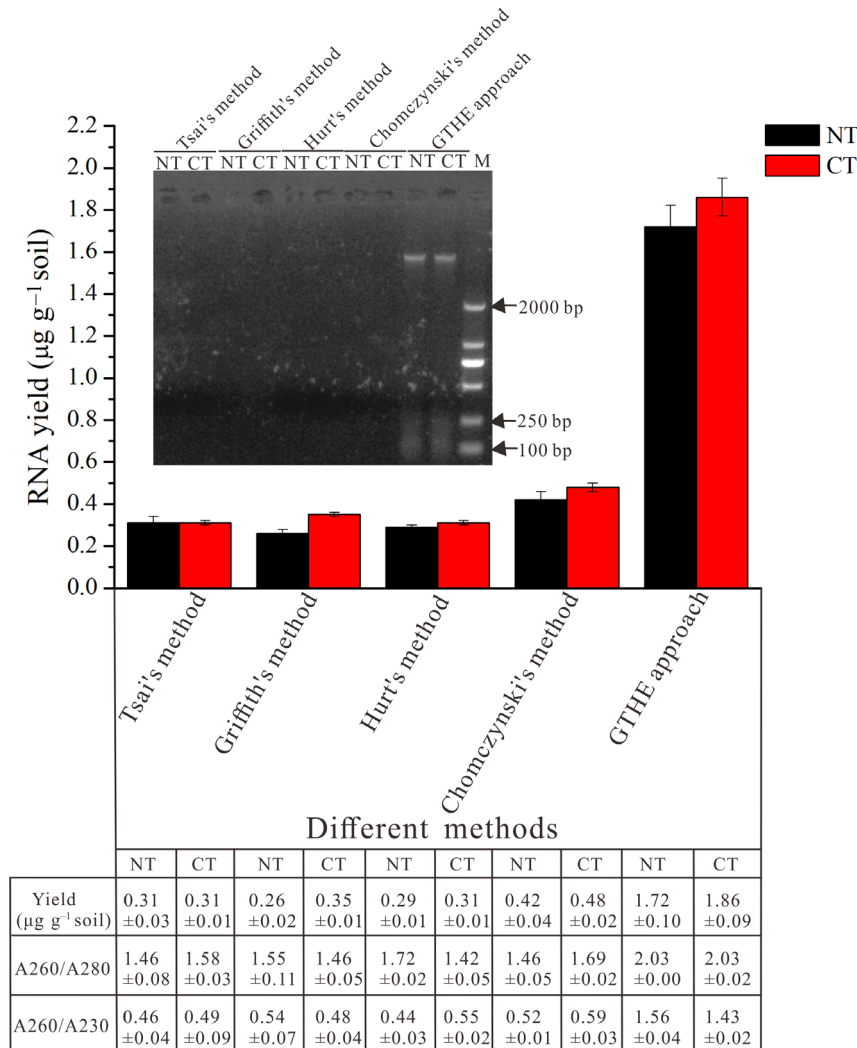 Tsai's method
Griffith's method
Hurt's method
Chomczynski's method
GTHE approach
NT CT NT CT NT CT NT CT NT CT M
2000 bp
250 bp
100 bp
NT
CT
RNA yield (μg g⁻¹ soil)
2.2
2.0
1.8
1.6
1.4
1.2
1.0
0.8
0.6
0.4
0.2
0.0
Tsai's method
Griffith's method
Hurt's method
Chomczynski's method
GTHE approach
Different methods
NT CT NT CT NT CT NT CT NT CT
Yield 0.31 0.31 0.26 0.35 0.29 0.31 0.42 0.48 1.72 1.86
(μg g⁻¹ soil) ±0.03 ±0.01 ±0.02 ±0.01 ±0.01 ±0.01 ±0.04 ±0.02 ±0.10 ±0.09
A260/A280 1.46 1.58 1.55 1.46 1.72 1.42 1.46 1.69 2.03 2.03
±0.08 ±0.03 ±0.11 ±0.05 ±0.02 ±0.05 ±0.05 ±0.02 ±0.00 ±0.02
A260/A230 0.46 0.49 0.54 0.48 0.44 0.55 0.52 0.59 1.56 1.43
±0.04 ±0.09 ±0.07 ±0.04 ±0.03 ±0.02 ±0.01 ±0.03 ±0.04 ±0.02